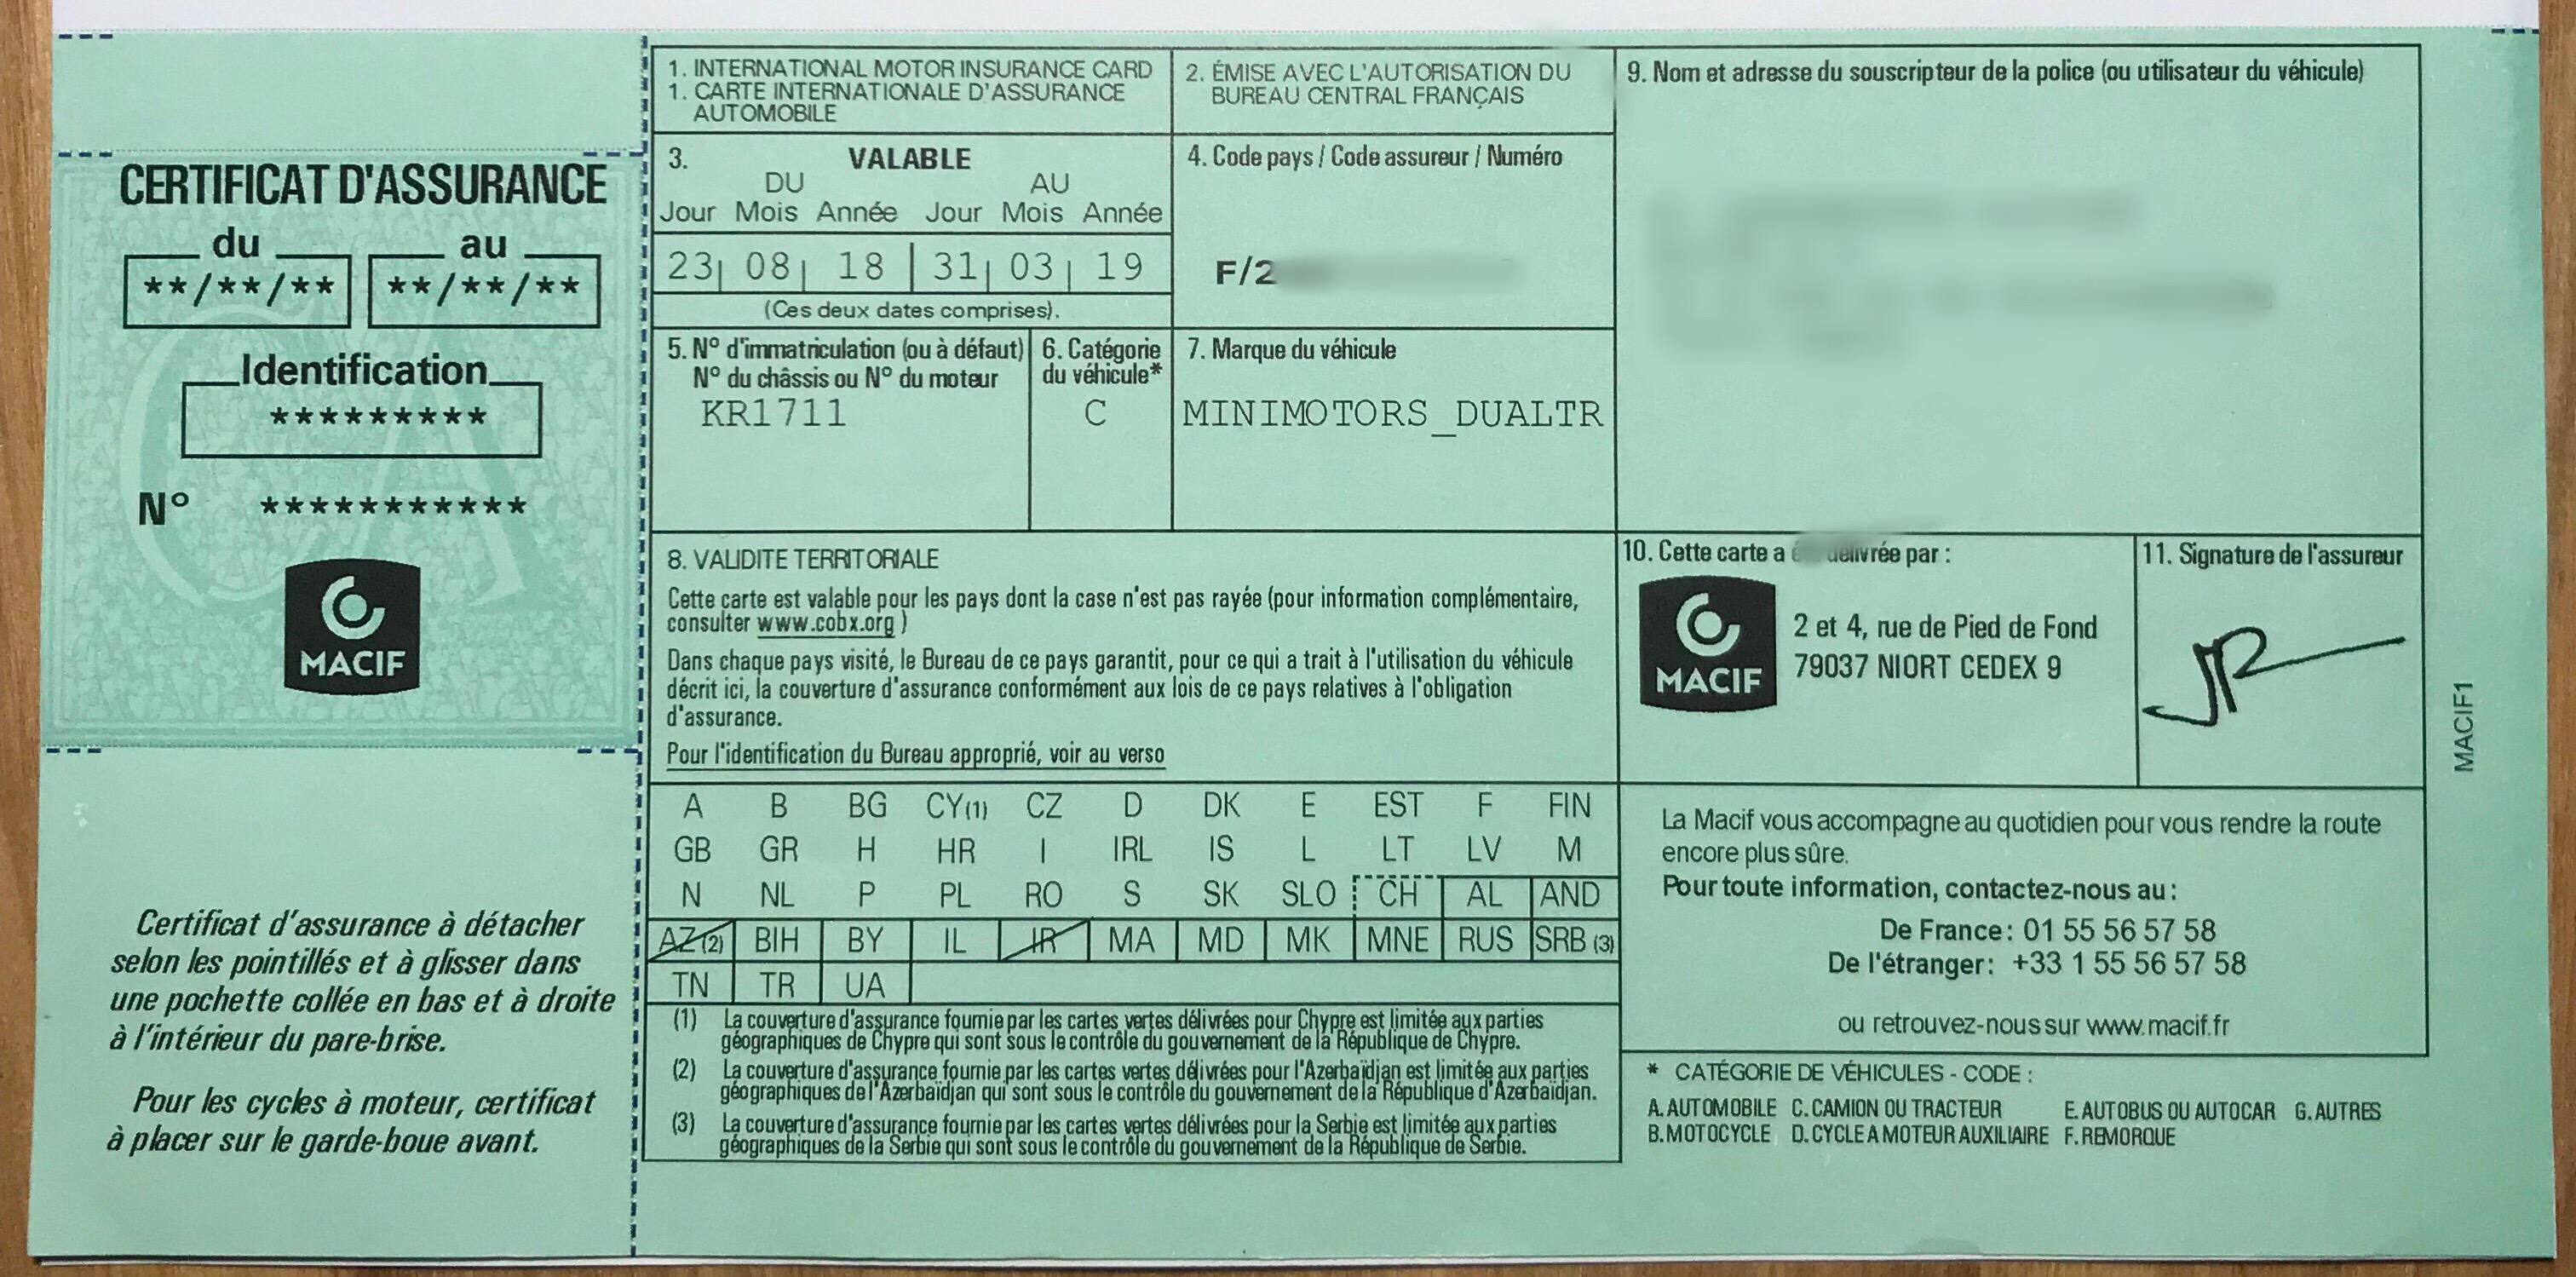 CERTIFICAT D'ASSURANCE
du au
**/**/** **/**/**
Identification
*********
N° ***********
MACIF
Certificat d'assurance à détacher
selon les pointillés et à glisser dans
une pochette collée en bas et à droite
à l'intérieur du pare-brise.
Pour les cycles à moteur, certificat
à placer sur le garde-boue avant.
1. INTERNATIONAL MOTOR INSURANCE CARD
1. CARTE INTERNATIONALE D'ASSURANCE
AUTOMOBILE
2. ÉMISE AVEC L'AUTORISATION DU
BUREAU CENTRAL FRANÇAIS
3. VALABLE
DU AU
Jour Mois Année Jour Mois Année
23 08 18 31 03 19
(Ces deux dates comprises).
4. Code pays / Code assureur / Numéro
F/2
5. N° d'immatriculation (ou à défaut)
N° du châssis ou N° du moteur
KR1711
6. Catégorie
du véhicule*
C
7. Marque du véhicule
MINIMOTORS_DUALTR
8. VALIDITE TERRITORIALE
Cette carte est valable pour les pays dont la case n'est pas rayée (pour information complémentaire,
consulter www.cobx.org )
Dans chaque pays visité, le Bureau de ce pays garantit, pour ce qui a trait à l'utilisation du véhicule
décrit ici, la couverture d'assurance conformément aux lois de ce pays relatives à l'obligation
d'assurance.
Pour l'identification du Bureau approprié, voir au verso
A B BG CY(1) CZ D DK E EST F FIN
GB GR H HR I IRL IS L LT LV M
N NL P PL RO S SK SLO CH AL AND
AZ(2) BIH BY IL IR MA MD MK MNE RUS SRB (3)
TN TR UA
(1) La couverture d'assurance fournie par les cartes vertes délivrées pour Chypre est limitée aux parties
géographiques de Chypre qui sont sous le contrôle du gouvernement de la République de Chypre.
(2) La couverture d'assurance fournie par les cartes vertes délivrées pour l'Azerbaïdjan est limitée aux parties
géographiques de l'Azerbaïdjan qui sont sous le contrôle du gouvernement de la République d'Azerbaïdjan.
(3) La couverture d'assurance fournie par les cartes vertes délivrées pour la Serbie est limitée aux parties
géographiques de la Serbie qui sont sous le contrôle du gouvernement de la République de Serbie.
9. Nom et adresse du souscripteur de la police (ou utilisateur du véhicule)
10. Cette carte a délivrée par :
MACIF
2 et 4, rue de Pied de Fond
79037 NIORT CEDEX 9
11. Signature de l'assureur
MACIF1
La Macif vous accompagne au quotidien pour vous rendre la route
encore plus sûre.
Pour toute information, contactez-nous au :
De France : 01 55 56 57 58
De l'étranger : +33 1 55 56 57 58
ou retrouvez-nous sur www.macif.fr
* CATÉGORIE DE VÉHICULES - CODE :
A. AUTOMOBILE C. CAMION OU TRACTEUR E. AUTOBUS OU AUTOCAR G. AUTRES
B. MOTOCYCLE D. CYCLE A MOTEUR AUXILIAIRE F. REMORQUE